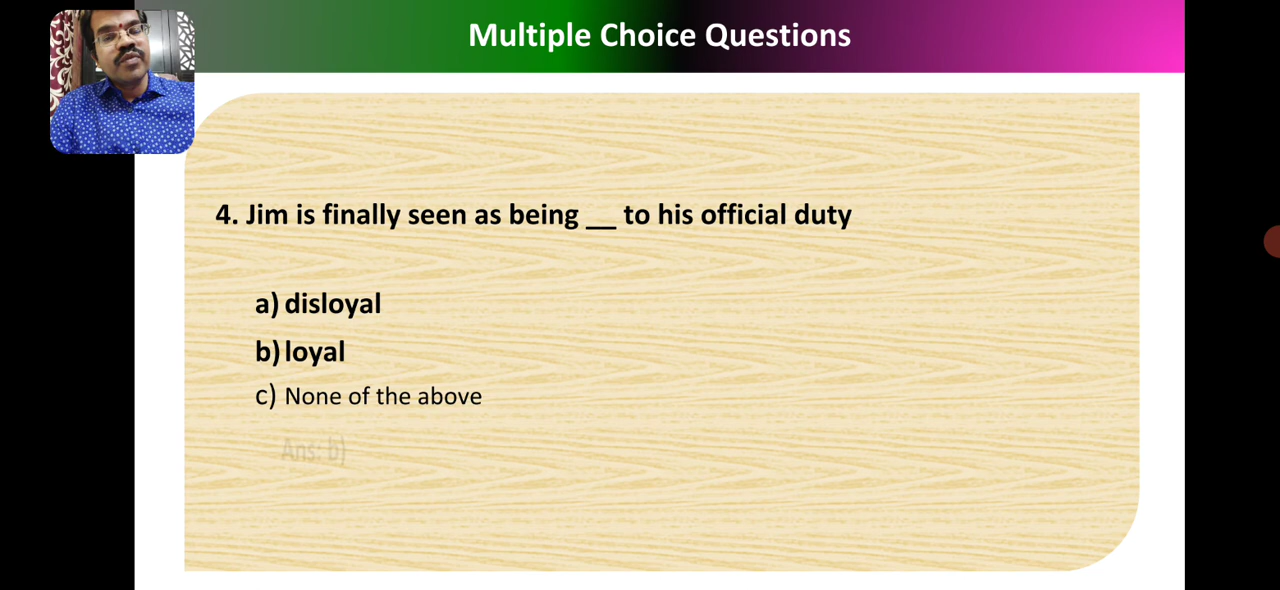 Multiple Choice Questions
4. Jim is finally seen as being __ to his official duty
a) disloyal
b) loyal
c) None of the above
Ans: b)